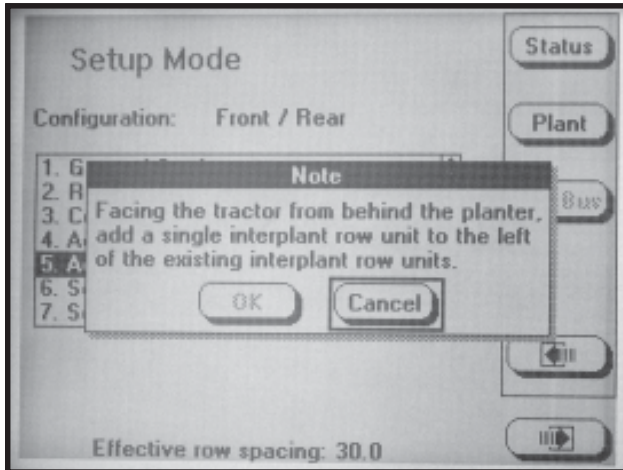 Setup Mode
Status
Configuration: Front / Rear
Plant
1. G
Note
2. R
3. C
4. A
5. A
6. S
7. S
Facing the tractor from behind the planter,
add a single interplant row unit to the left
of the existing interplant row units.
OK
Cancel
Effective row spacing: 30.0